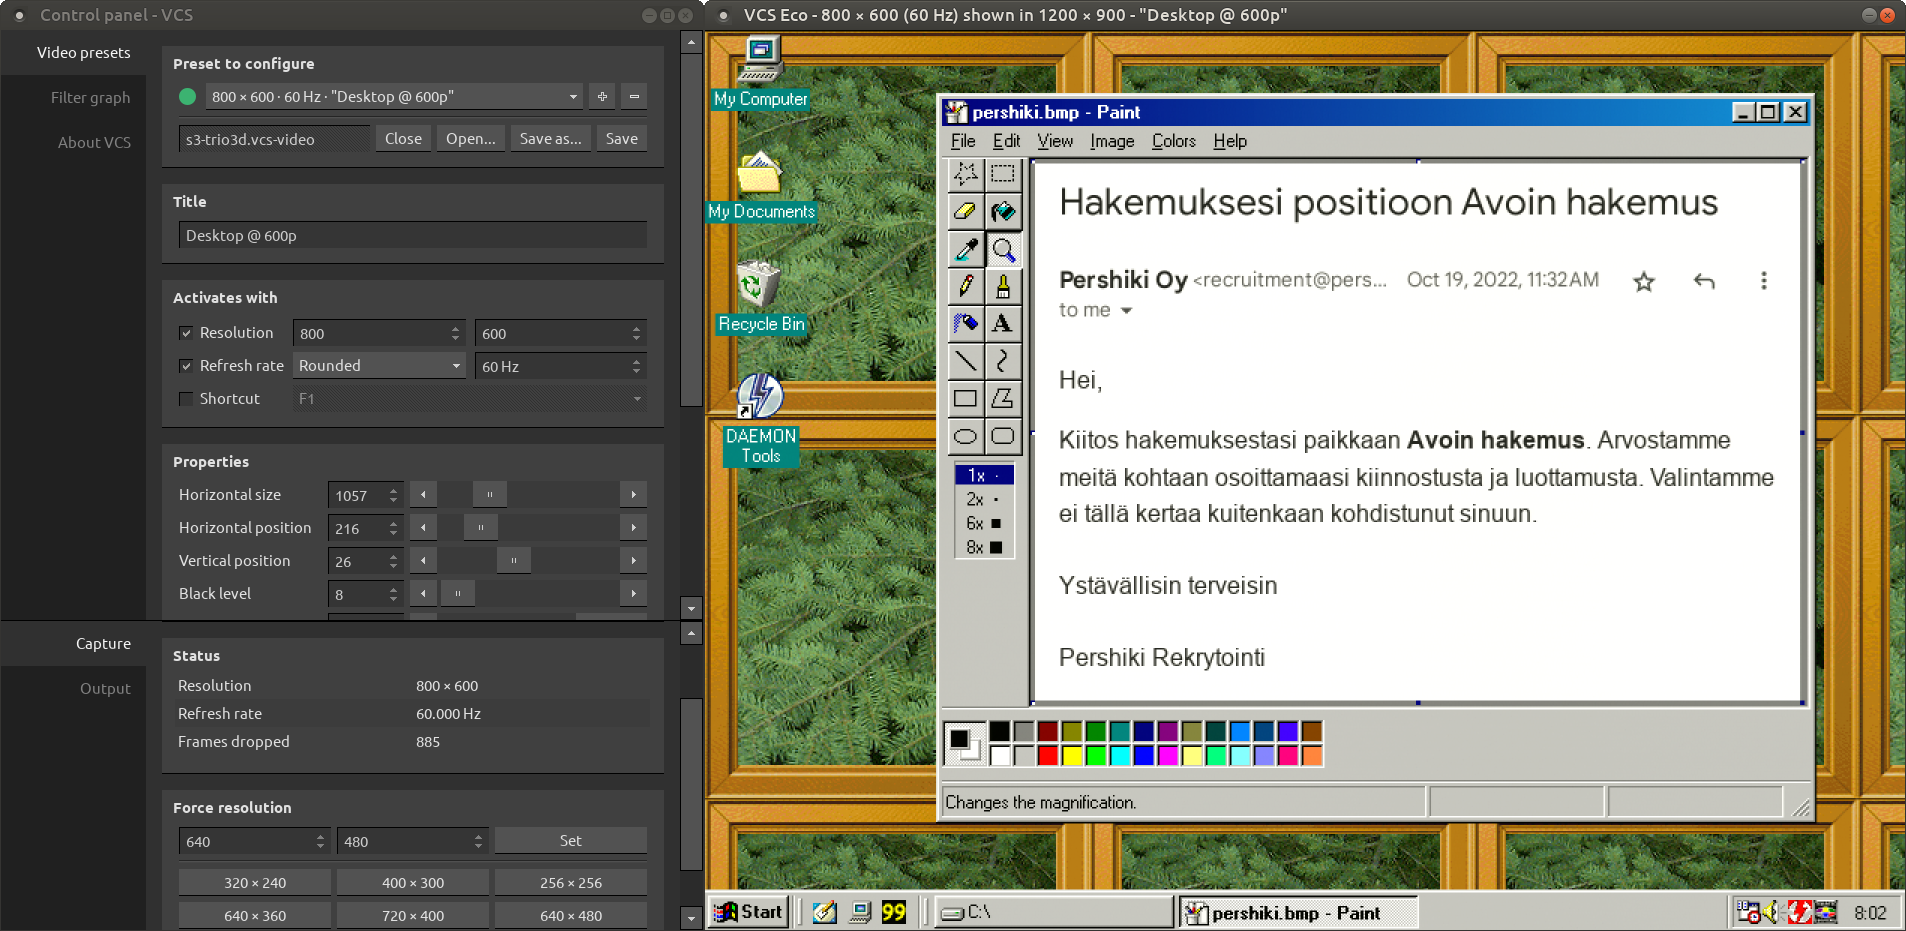 Control panel - VCS
Video presets
Filter graph
About VCS
Preset to configure
800 × 600 · 60 Hz · "Desktop @ 600p"
s3-trio3d.vcs-video
Close
Open...
Save as...
Save
Title
Desktop @ 600p
Activates with
Resolution
800
600
Refresh rate
Rounded
60 Hz
Shortcut
F1
Properties
Horizontal size
1057
Horizontal position
216
Vertical position
26
Black level
8
Capture
Output
Status
Resolution
800 × 600
Refresh rate
60.000 Hz
Frames dropped
885
Force resolution
640
480
Set
320 × 240
400 × 300
256 × 256
640 × 360
720 × 400
640 × 480
VCS Eco - 800 × 600 (60 Hz) shown in 1200 × 900 - "Desktop @ 600p"
My Computer
My Documents
Recycle Bin
DAEMON
Tools
pershiki.bmp - Paint
File Edit View Image Colors Help
A
1x
2x
6x
8x
Hakemuksesi positioon Avoin hakemus
Pershiki Oy <recruitment@pers... Oct 19, 2022, 11:32 AM
to me
Hei,
Kiitos hakemuksestasi paikkaan Avoin hakemus. Arvostamme
meitä kohtaan osoittamaasi kiinnostusta ja luottamusta. Valintamme
ei tällä kertaa kuitenkaan kohdistunut sinuun.
Ystävällisin terveisin
Pershiki Rekrytointi
Changes the magnification.
Start
99
C:\
pershiki.bmp - Paint
8:02